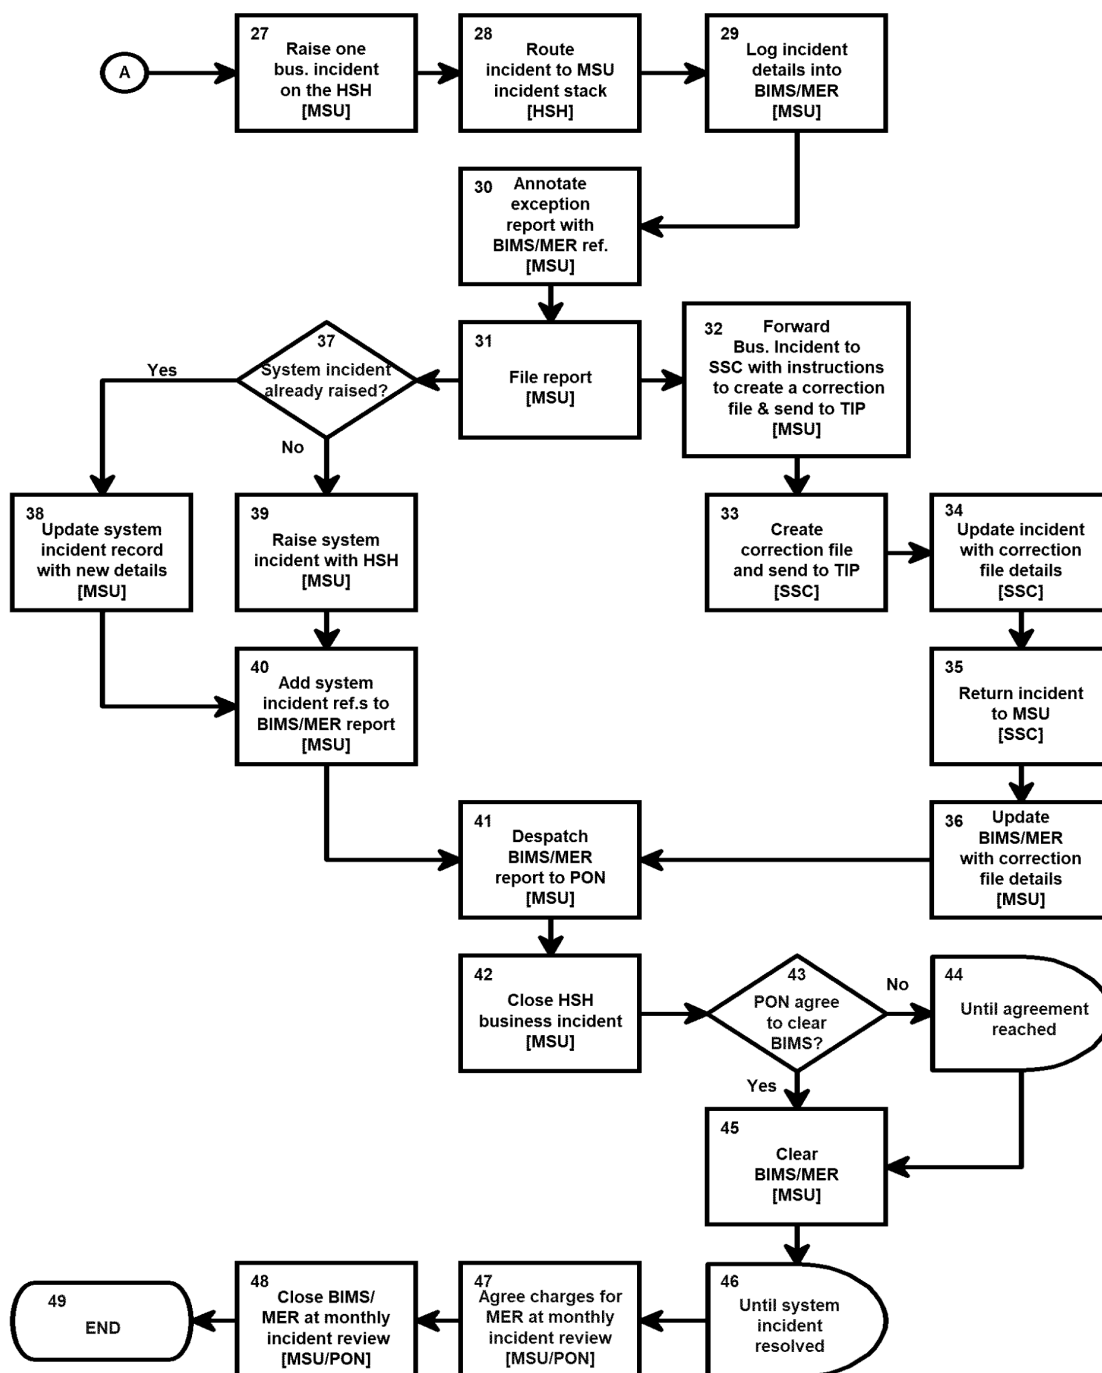 A
27
Raise one
bus. incident
on the HSH
[MSU]
28
Route
incident to MSU
incident stack
[HSH]
29
Log incident
details into
BIMS/MER
[MSU]
30
Annotate
exception
report with
BIMS/MER ref.
[MSU]
31
File report
[MSU]
32
Forward
Bus. Incident to
SSC with instructions
to create a correction
file & send to TIP
[MSU]
37
System incident
already raised?
Yes
No
33
Create
correction file
and send to TIP
[SSC]
34
Update incident
with correction
file details
[SSC]
38
Update system
incident record
with new details
[MSU]
39
Raise system
incident with HSH
[MSU]
35
Return incident
to MSU
[SSC]
40
Add system
incident ref.s to
BIMS/MER report
[MSU]
36
Update
BIMS/MER
with correction
file details
[MSU]
41
Despatch
BIMS/MER
report to PON
[MSU]
42
Close HSH
business incident
[MSU]
43
PON agree
to clear
BIMS?
No
Yes
44
Until agreement
reached
45
Clear
BIMS/MER
[MSU]
46
Until system
incident
resolved
47
Agree charges for
MER at monthly
incident review
[MSU/PON]
48
Close BIMS/
MER at monthly
incident review
[MSU/PON]
49
END